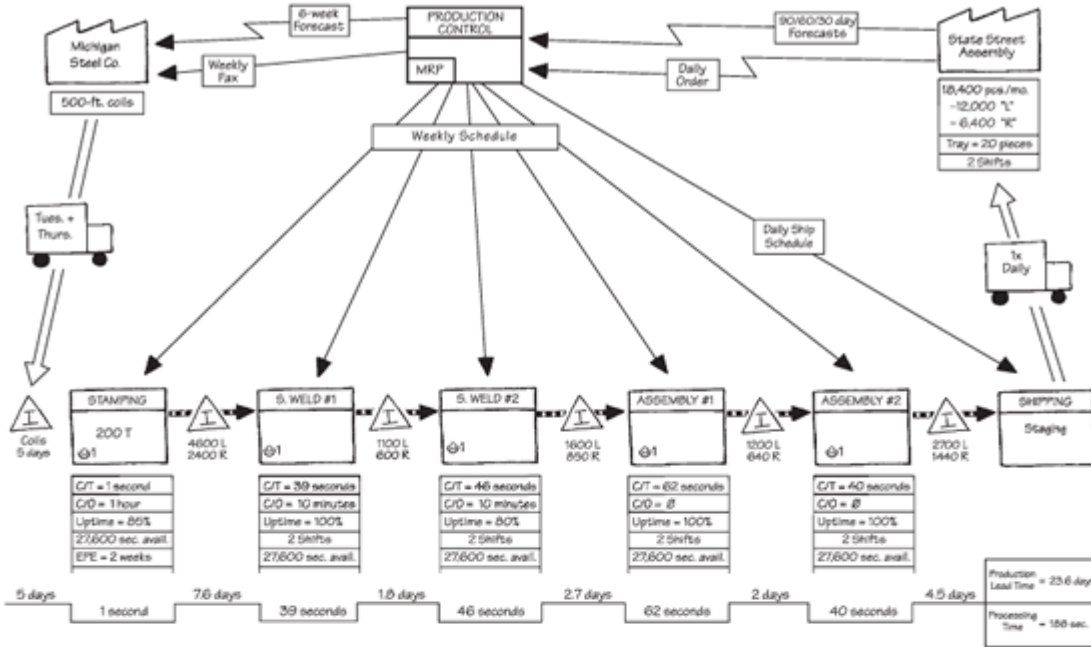 Michigan
Steel Co.
6-week
Forecast
Weekly
Fax
PRODUCTION
CONTROL
MRP
90/60/30 day
Forecasts
Daily
Order
State Street
Assembly
500-ft. coils
18,400 pcs./mo.
-12,000 "L"
- 6,400 "R"
Tray = 20 pieces
2 Shifts
Weekly Schedule
Tues. +
Thurs.
Daily Ship
Schedule
1x
Daily
I
Coils
5 days
STAMPING
200 T
1
I
4600 L
2400 R
S. WELD #1
1
I
1100 L
600 R
S. WELD #2
1
I
1600 L
850 R
ASSEMBLY #1
1
I
1200 L
640 R
ASSEMBLY #2
1
I
2700 L
1440 R
SHIPPING
Staging
C/T = 1 second
C/O = 1 hour
Uptime = 85%
27,600 sec. avail.
EPE = 2 weeks
C/T = 39 seconds
C/O = 10 minutes
Uptime = 100%
2 Shifts
27,600 sec. avail.
C/T = 46 seconds
C/O = 10 minutes
Uptime = 80%
2 Shifts
27,600 sec. avail.
C/T = 62 seconds
C/O = Ø
Uptime = 100%
2 Shifts
27,600 sec. avail.
C/T = 40 seconds
C/O = Ø
Uptime = 100%
2 Shifts
27,600 sec. avail.
5 days
1 second
7.6 days
39 seconds
1.8 days
46 seconds
2.7 days
62 seconds
2 days
40 seconds
4.5 days
Production
Lead Time = 23.6 days
Processing
Time = 188 sec.